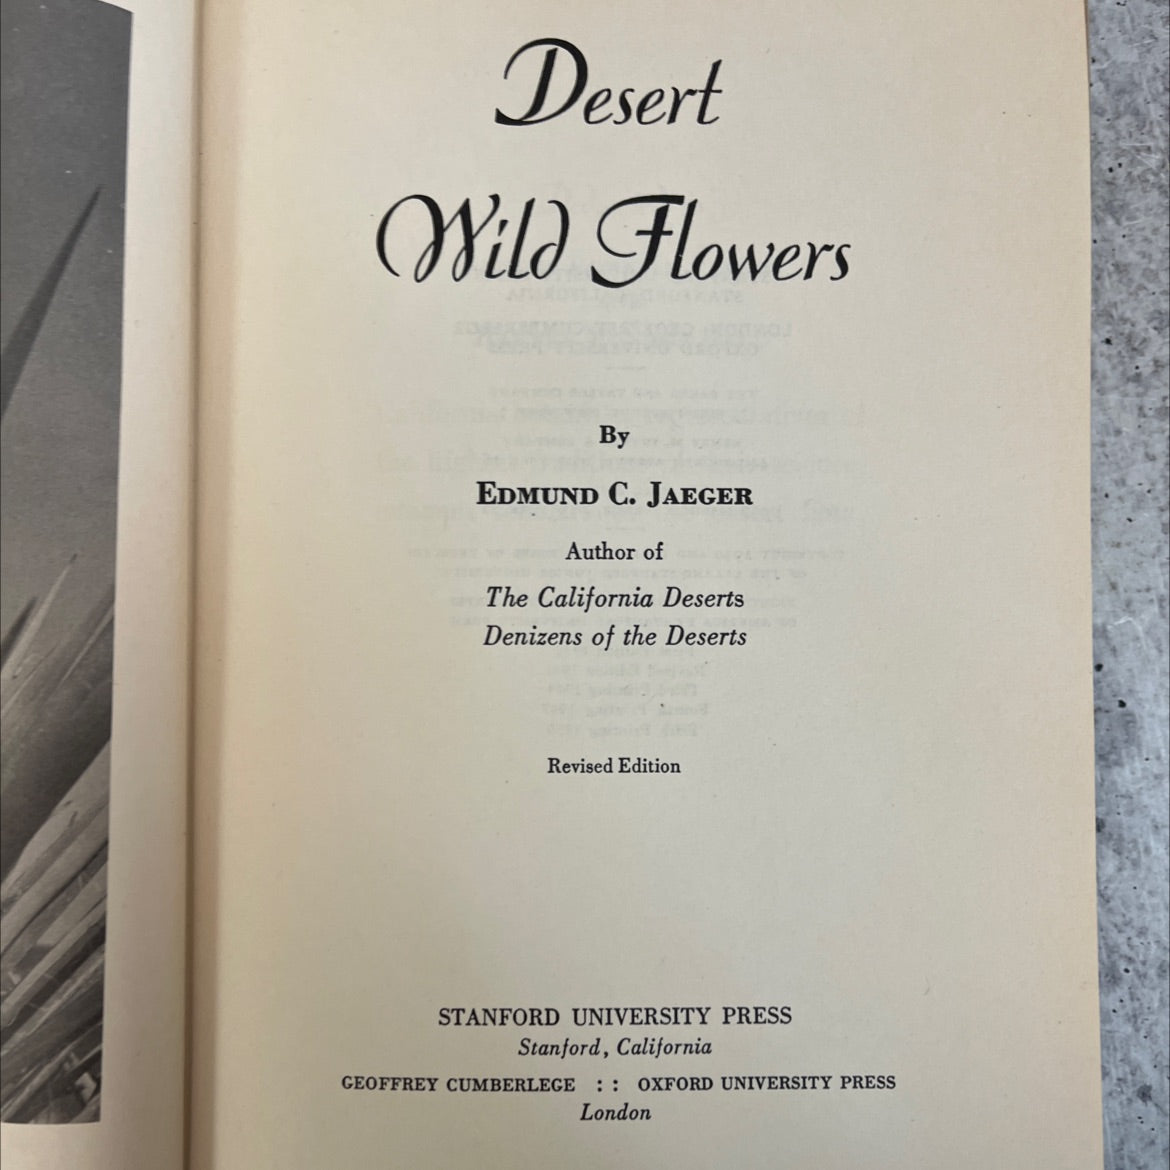 Desert
Wild Flowers
By
EDMUND C. JAEGER
Author of
The California Deserts
Denizens of the Deserts
Revised Edition
STANFORD UNIVERSITY PRESS
Stanford, California
GEOFFREY CUMBERLEGE :: OXFORD UNIVERSITY PRESS
London